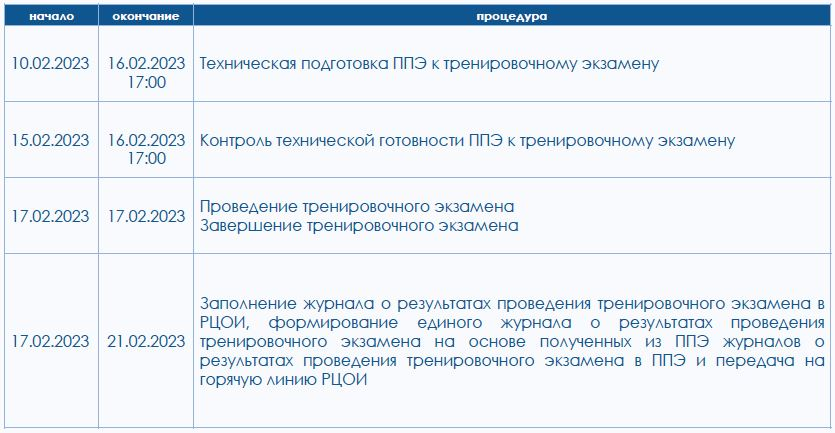 начало окончание процедура
10.02.2023 16.02.2023 Техническая подготовка ППЭ к тренировочному экзамену
17:00
15.02.2023 16.02.2023 Контроль технической готовности ППЭ к тренировочному экзамену
17:00
17.02.2023 17.02.2023 Проведение тренировочного экзамена
Завершение тренировочного экзамена
Заполнение журнала о результатах проведения тренировочного экзамена в
РЦОИ, формирование единого журнала о результатах проведения
17.02.2023 21.02.2023 тренировочного экзамена на основе полученных из ППЭ журналов о
результатах проведения тренировочного экзамена в ППЭ и передача на
горячую линию РЦОИ